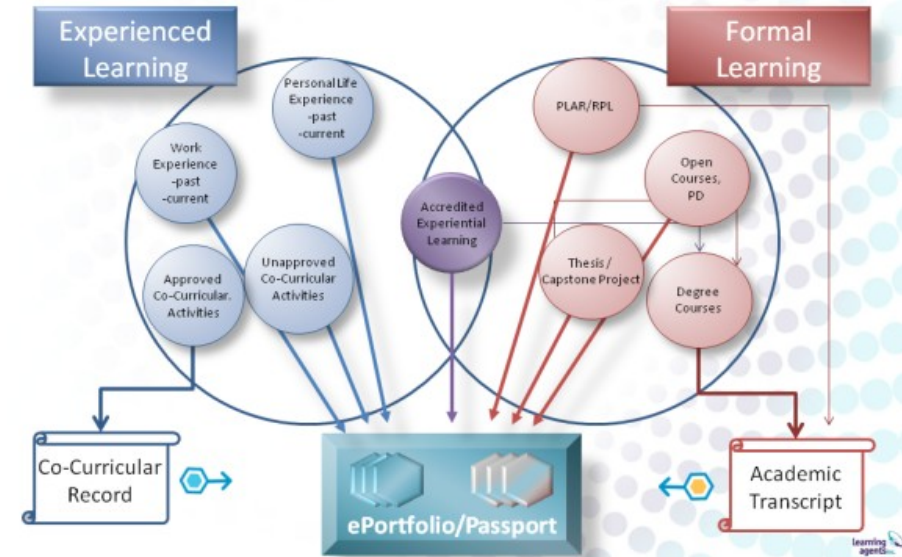 Experienced
Learning
Formal
Learning
Personal Life
Experience
-past
-current
PLAR/RPL
Work
Experience
-past
-current
Open
Courses,
PD
Accredited
Experiential
Learning
Approved
Co-Curricular.
Activities
Unapproved
Co-Curricular
Activities
Thesis /
Capstone Project
Degree
Courses
Co-Curricular
Record
ePortfolio/Passport
Academic
Transcript
learning
agents